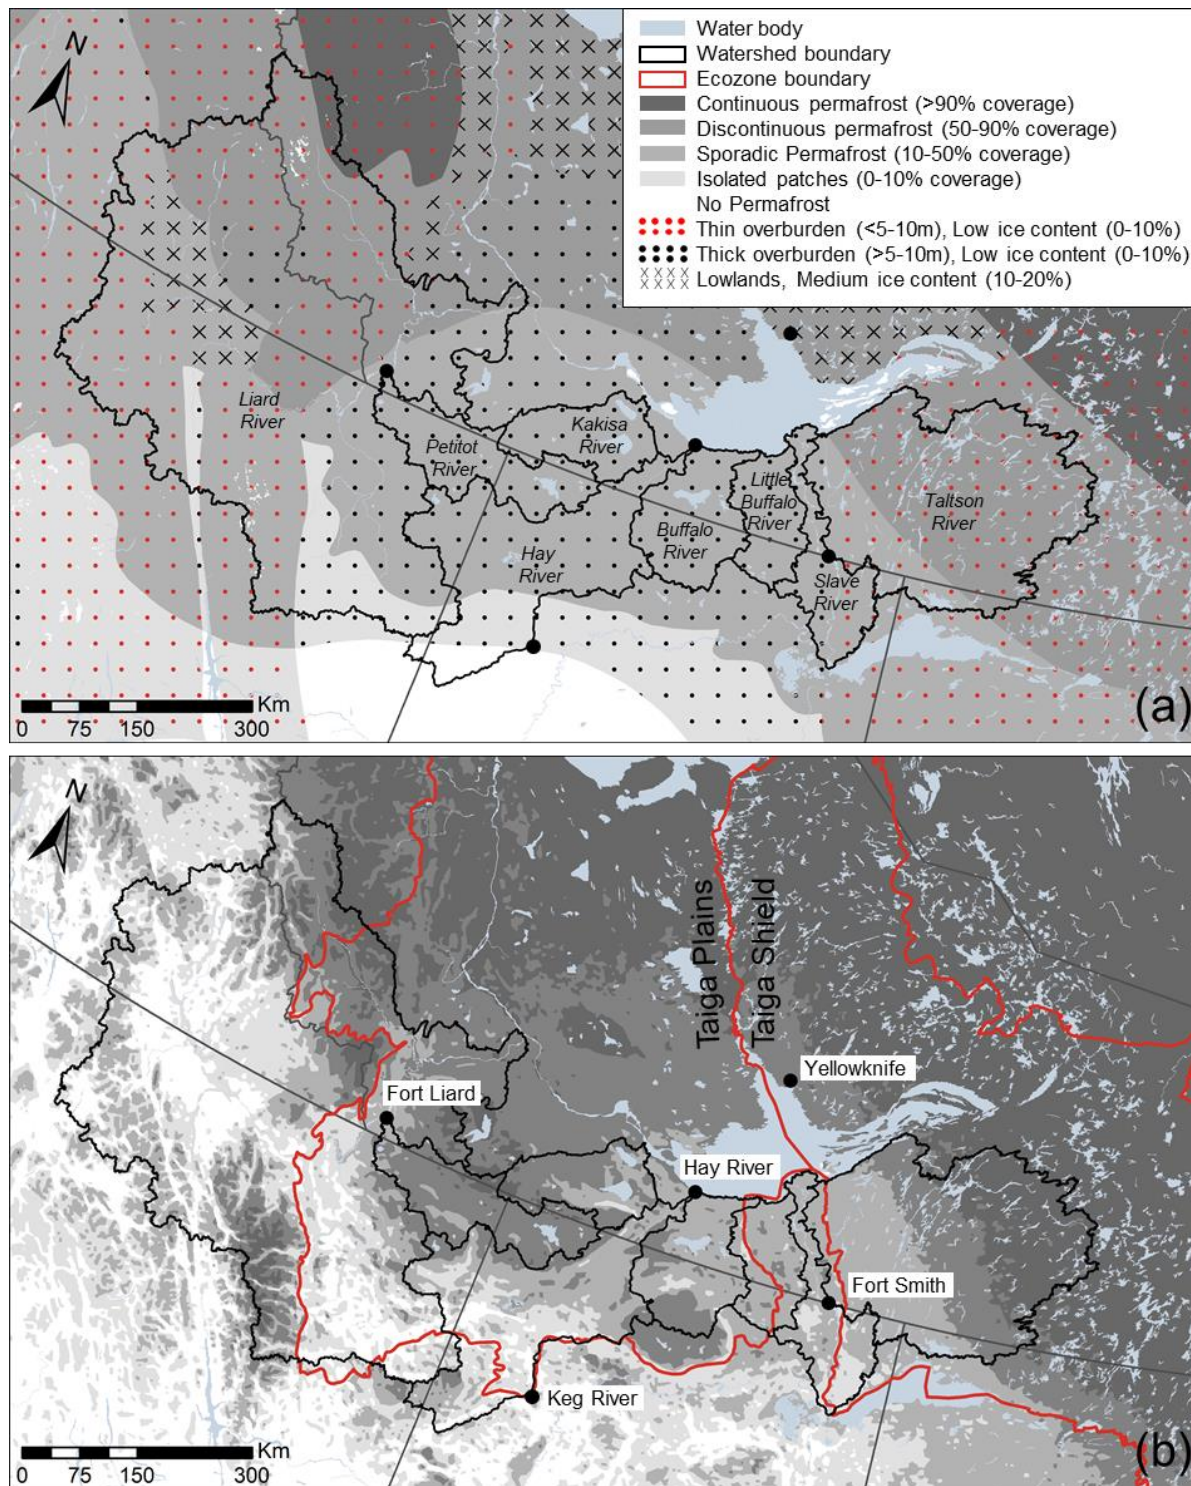 N
Water body
Watershed boundary
Ecozone boundary
Continuous permafrost (>90% coverage)
Discontinuous permafrost (50-90% coverage)
Sporadic Permafrost (10-50% coverage)
Isolated patches (0-10% coverage)
No Permafrost
Thin overburden (<5-10m), Low ice content (0-10%)
Thick overburden (>5-10m), Low ice content (0-10%)
Lowlands, Medium ice content (10-20%)
Liard
River
Petitot
River
Kakisa
River
Hay
River
Buffalo
River
Little
Buffalo
River
Slave
River
Taltson
River
Km
0 75 150 300
(a)
N
Taiga Plains
Taiga Shield
Yellowknife
Fort Liard
Hay River
Fort Smith
Keg River
Km
0 75 150 300
(b)